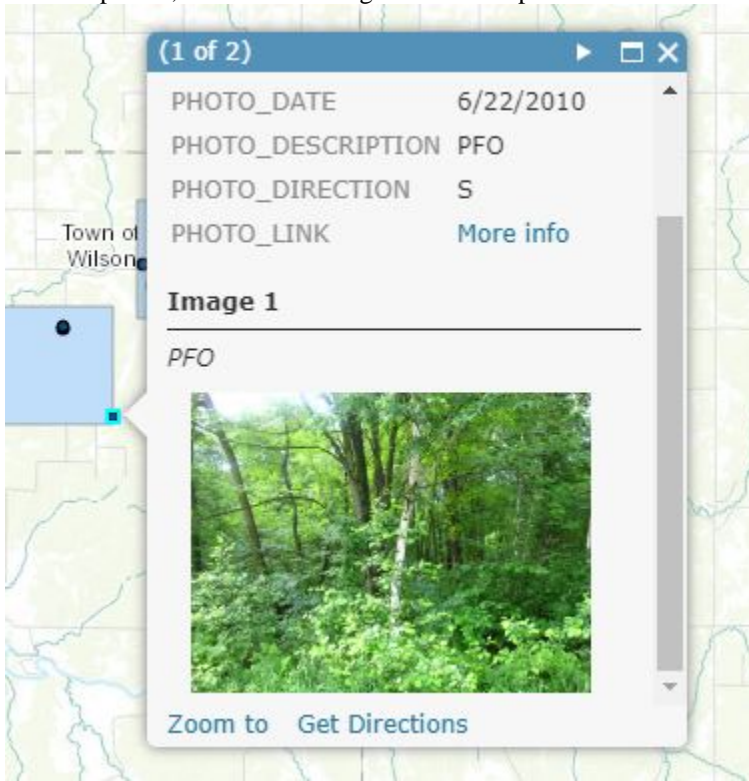 (1 of 2)
PHOTO_DATE 6/22/2010
PHOTO_DESCRIPTION PFO
PHOTO_DIRECTION S
PHOTO_LINK More info
Town of
Wilson
Image 1
PFO
Zoom to Get Directions